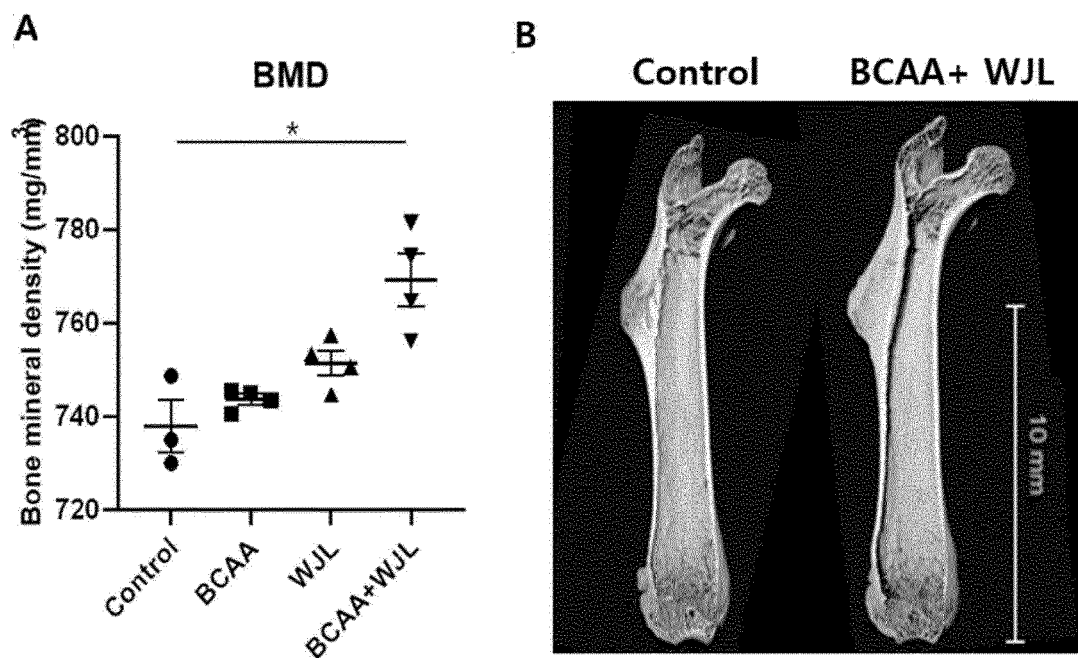 A
BMD
*
Bone mineral density (mg/mm³)
800
780
760
740
720
Control
BCAA
WJL
BCAA+WJL
B
Control
BCAA+ WJL
10 mm